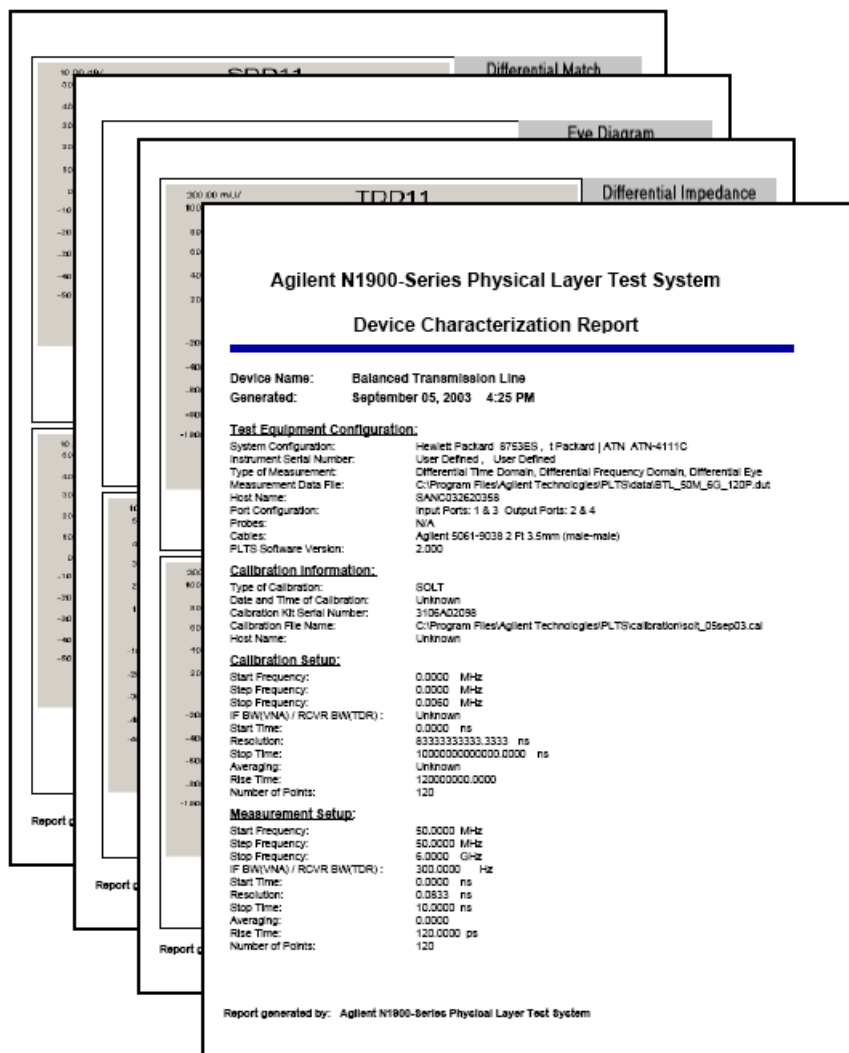 10.00 dB/
SDD11
Differential Match
Eye Diagram
200.00 mU/
TDD11
Differential Impedance
Agilent N1900-Series Physical Layer Test System
Device Characterization Report
Device Name: Balanced Transmission Line
Generated: September 05, 2003 4:25 PM
Test Equipment Configuration:
System Configuration: Hewlett Packard 8753ES , t Packard | ATN ATN-4111C
Instrument Serial Number: User Defined , User Defined
Type of Measurement: Differential Time Domain, Differential Frequency Domain, Differential Eye
Measurement Data File: C:\Program Files\Agilent Technologies\PLTS\data\BTL_50M_6G_120P.dut
Host Name: SANC032620358
Port Configuration: Input Ports: 1 & 3 Output Ports: 2 & 4
Probes: N/A
Cables: Agilent 5061-9038 2 Ft 3.5mm (male-male)
PLTS Software Version: 2.000
Calibration Information:
Type of Calibration: SOLT
Date and Time of Calibration: Unknown
Calibration Kit Serial Number: 3106A02098
Calibration File Name: C:\Program Files\Agilent Technologies\PLTS\calibration\solt_05sep03.cal
Host Name: Unknown
Calibration Setup:
Start Frequency: 0.0000 MHz
Step Frequency: 0.0000 MHz
Stop Frequency: 0.0060 MHz
IF BW(VNA) / RCVR BW(TDR) : Unknown
Start Time: 0.0000 ns
Resolution: 83333333333.3333 ns
Stop Time: 10000000000000.0000 ns
Averaging: Unknown
Rise Time: 120000000.0000
Number of Points: 120
Measurement Setup:
Start Frequency: 50.0000 MHz
Step Frequency: 50.0000 MHz
Stop Frequency: 6.0000 GHz
IF BW(VNA) / RCVR BW(TDR) : 300.0000 Hz
Start Time: 0.0000 ns
Resolution: 0.0833 ns
Stop Time: 10.0000 ns
Averaging: 0.0000
Rise Time: 120.0000 ps
Number of Points: 120
Report g
Report g
Report g
Report generated by: Agilent N1900-Series Physical Layer Test System